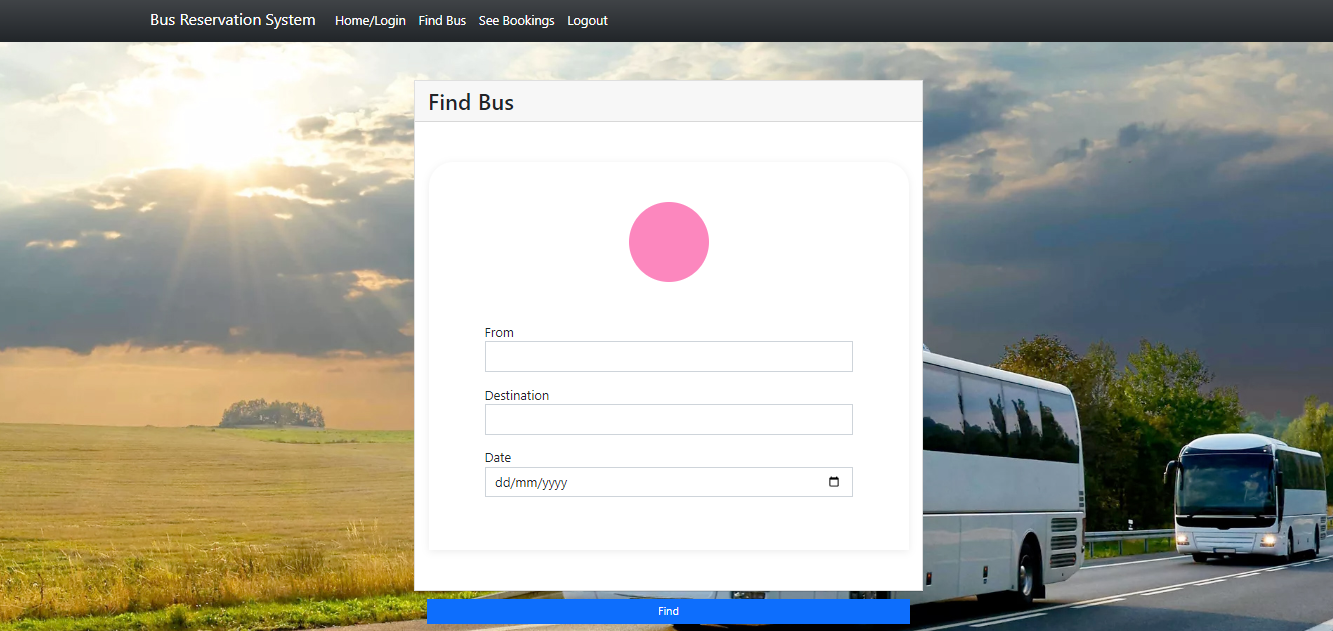 Bus Reservation System Home/Login Find Bus See Bookings Logout
Find Bus
From
Destination
Date
dd/mm/yyyy
Find